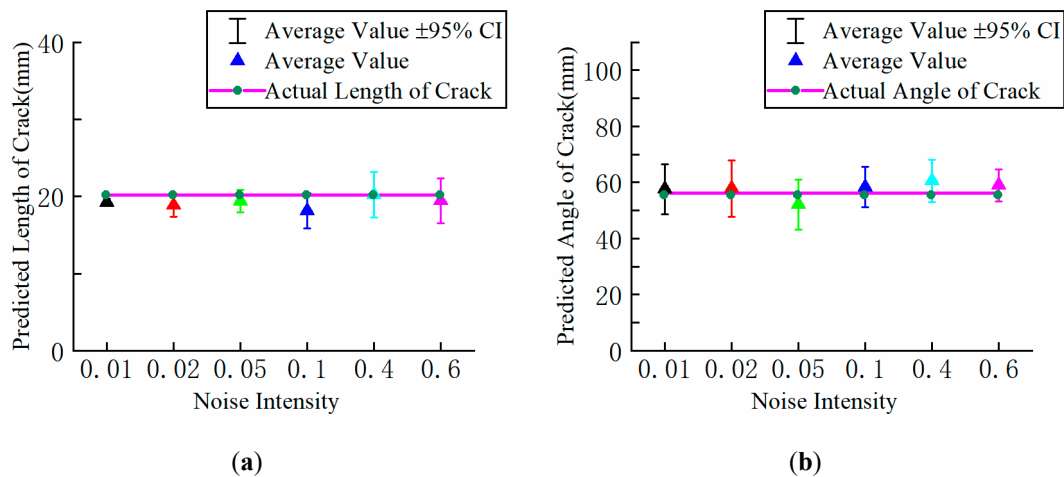 Average Value ±95% CI
Average Value
Actual Length of Crack
40
20
0
Predicted Length of Crack(mm)
0.01 0.02 0.05 0.1 0.4 0.6
Noise Intensity
(a)
Average Value ±95% CI
Average Value
Actual Angle of Crack
100
80
60
40
20
0
Predicted Angle of Crack(mm)
0.01 0.02 0.05 0.1 0.4 0.6
Noise Intensity
(b)